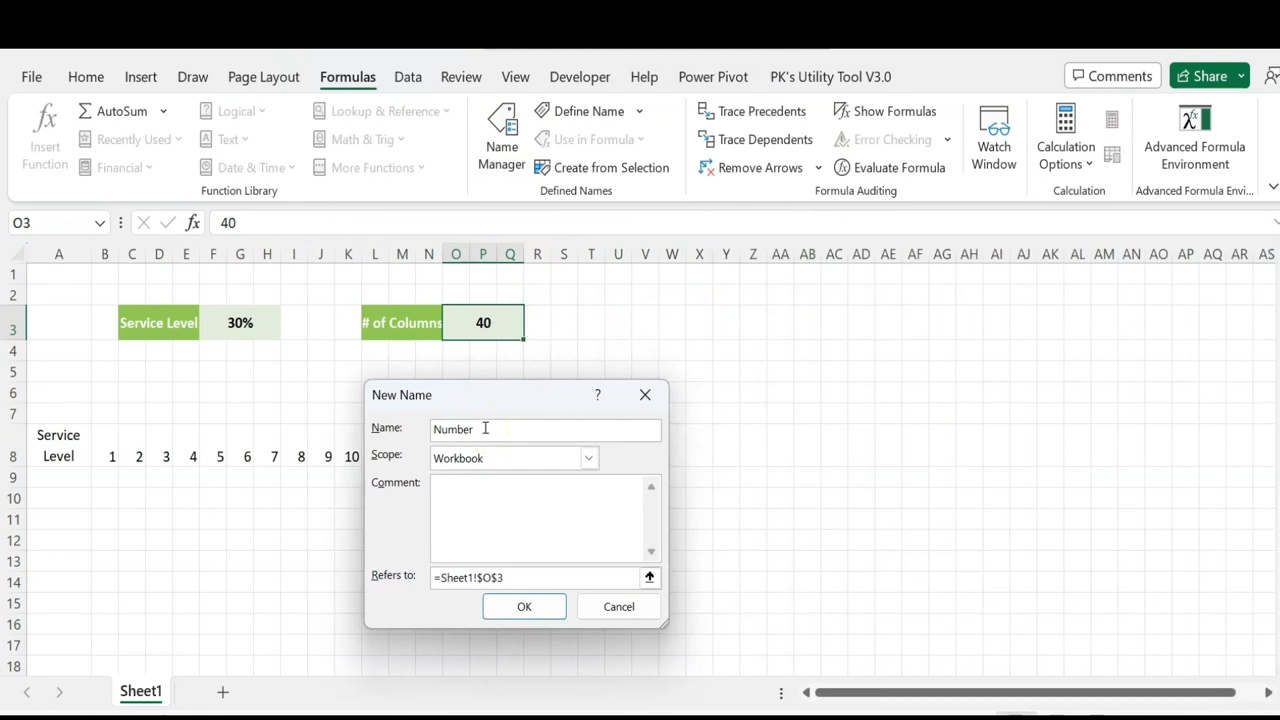 File Home Insert Draw Page Layout Formulas Data Review View Developer Help Power Pivot PK's Utility Tool V3.0 Comments Share
AutoSum Logical Lookup & Reference Define Name Trace Precedents Show Formulas
Recently Used Text Math & Trig Use in Formula Trace Dependents Error Checking
Financial Date & Time More Functions Create from Selection Remove Arrows Evaluate Formula
Insert Function
Name Manager
Watch Window
Calculation Options
Advanced Formula Environment
Function Library Defined Names Formula Auditing Calculation Advanced Formula Envi...
O3 fx 40
A B C D E F G H I J K L M N O P Q R S T U V W X Y Z AA AB AC AD AE AF AG AH AI AJ AK AL AM AN AO AP AQ AR AS
1
2
3 Service Level 30% # of Columns 40
4
5
6
7
8 Service Level 1 2 3 4 5 6 7 8 9 10
9
10
11
12
13
14
15
16
17
18
New Name ?
Name: Number
Scope: Workbook
Comment:
Refers to: =Sheet1!$O$3
OK Cancel
Sheet1